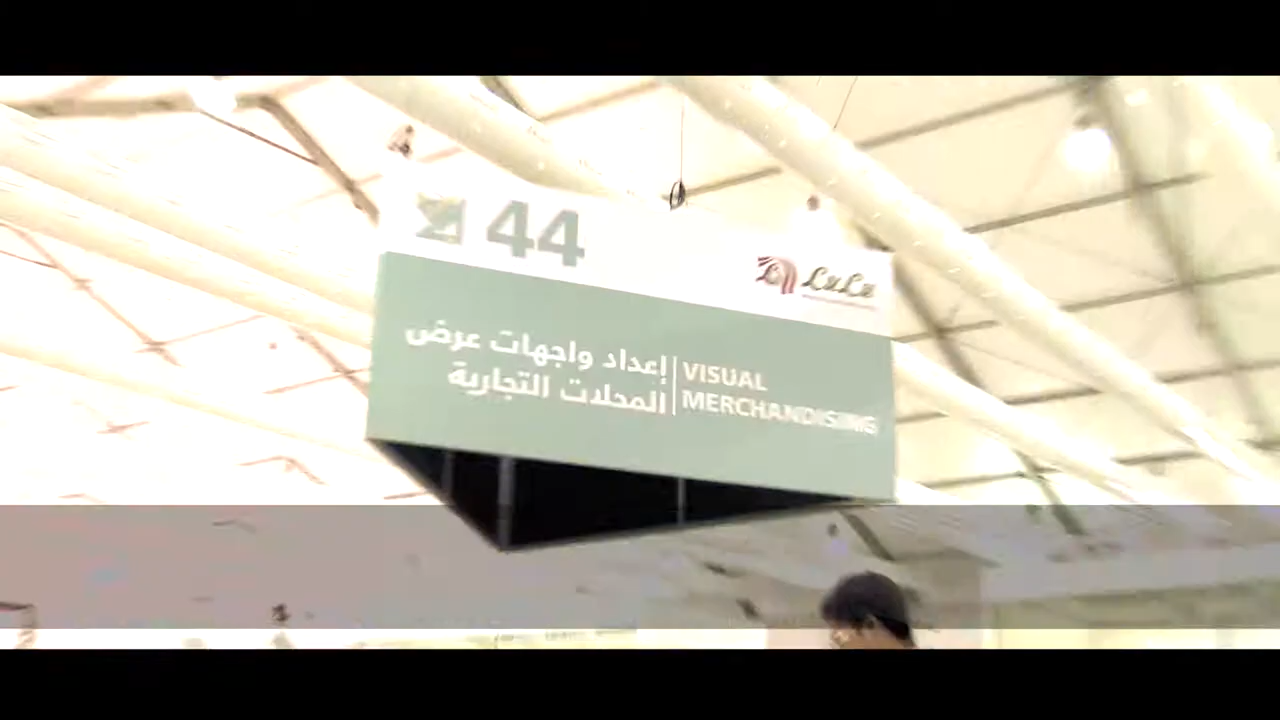 44
LuLu
إعداد واجهات عرض
المحلات التجارية
VISUAL
MERCHANDISING